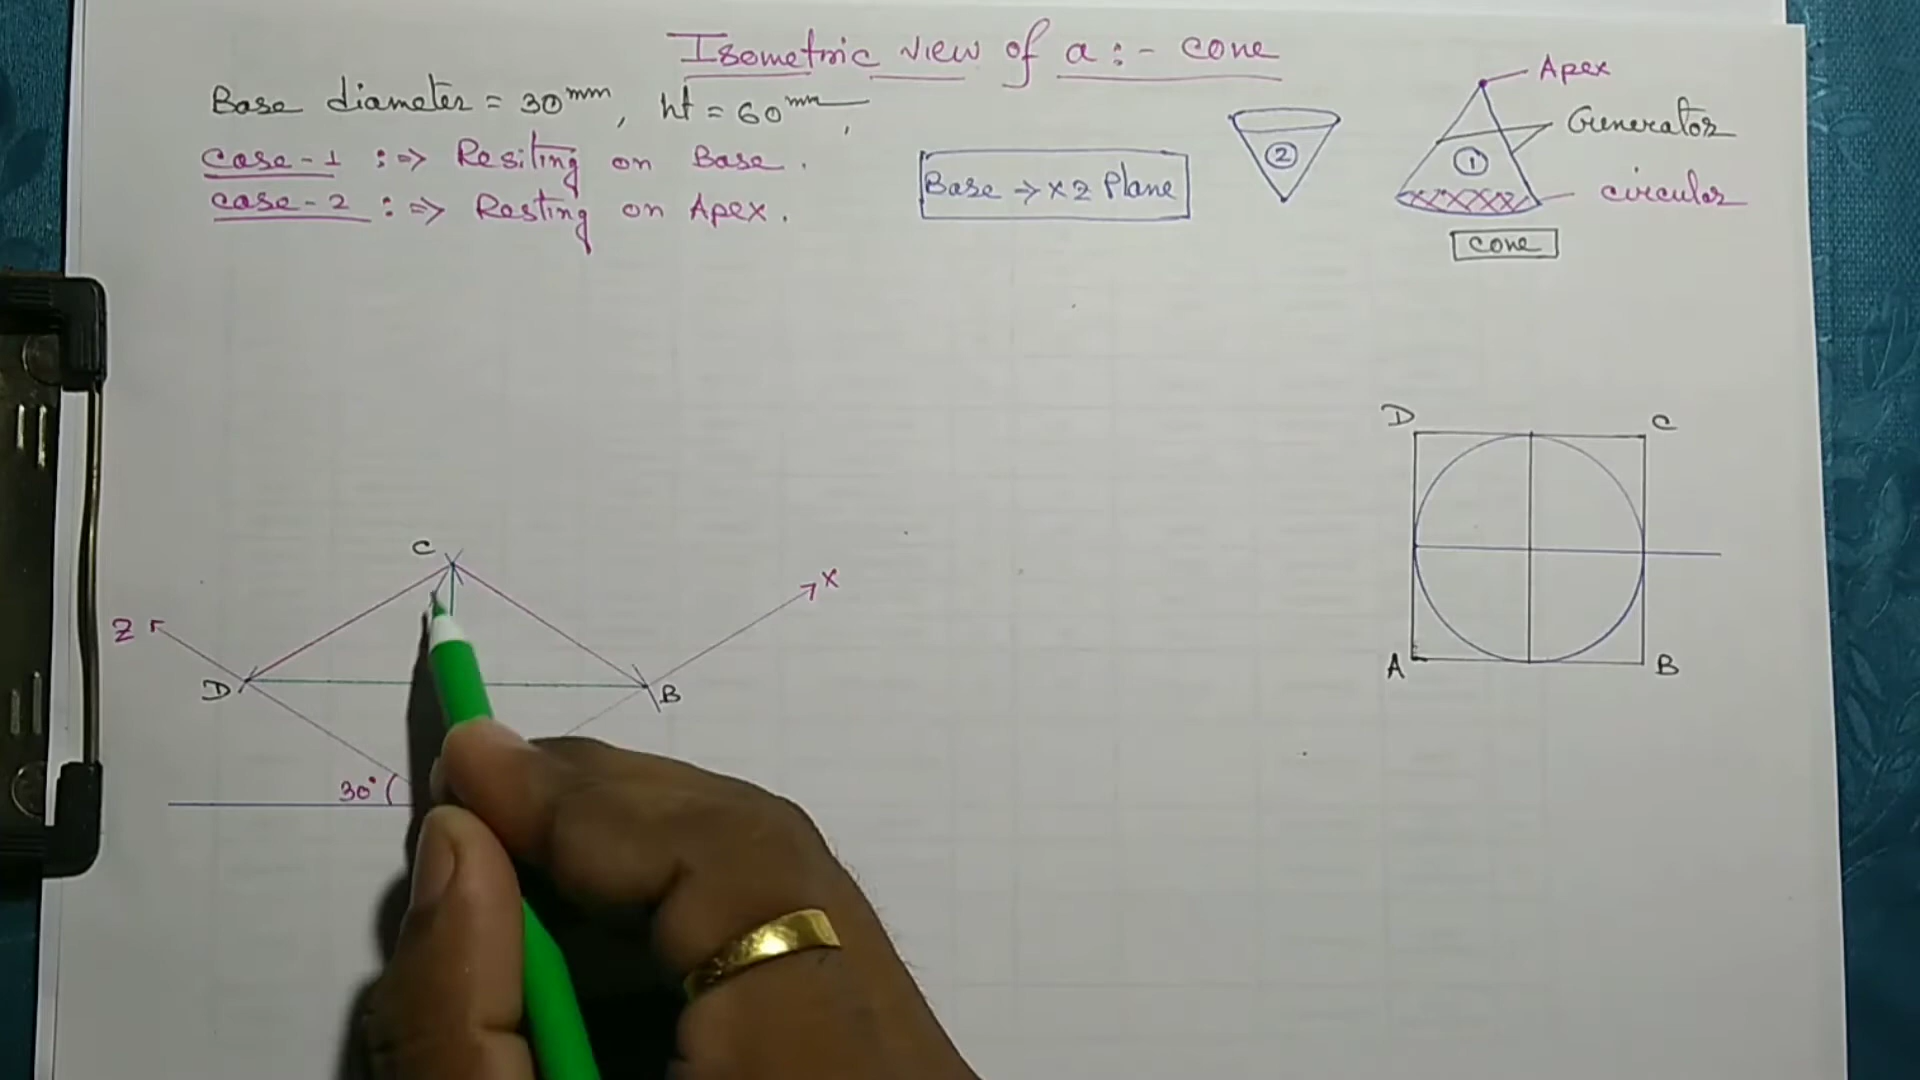 Isometric view of a :- cone
Base diameter = 30mm, ht = 60mm,
case-1 :⇒ Resiting on Base.
case-2 :⇒ Resting on Apex.
Base → xz Plane
2
Apex
Generator
1
circular
cone
D C
A B
C
X
Z
D B
30°